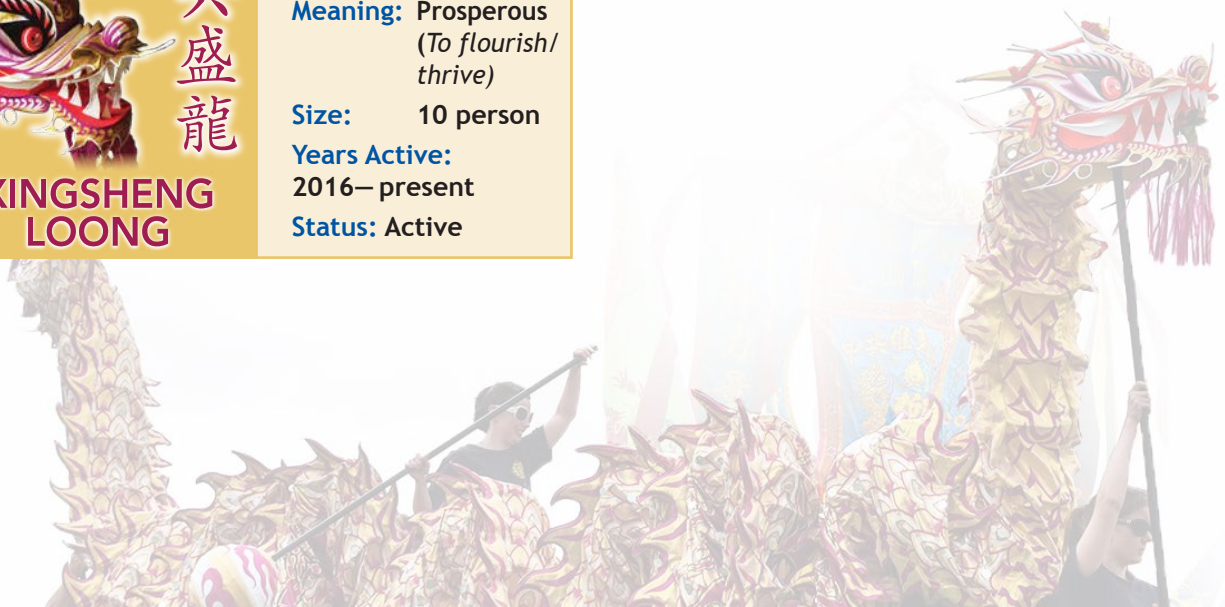 盛
龍
XINGSHENG
LOONG
Meaning: Prosperous
(To flourish/
thrive)
Size: 10 person
Years Active:
2016— present
Status: Active